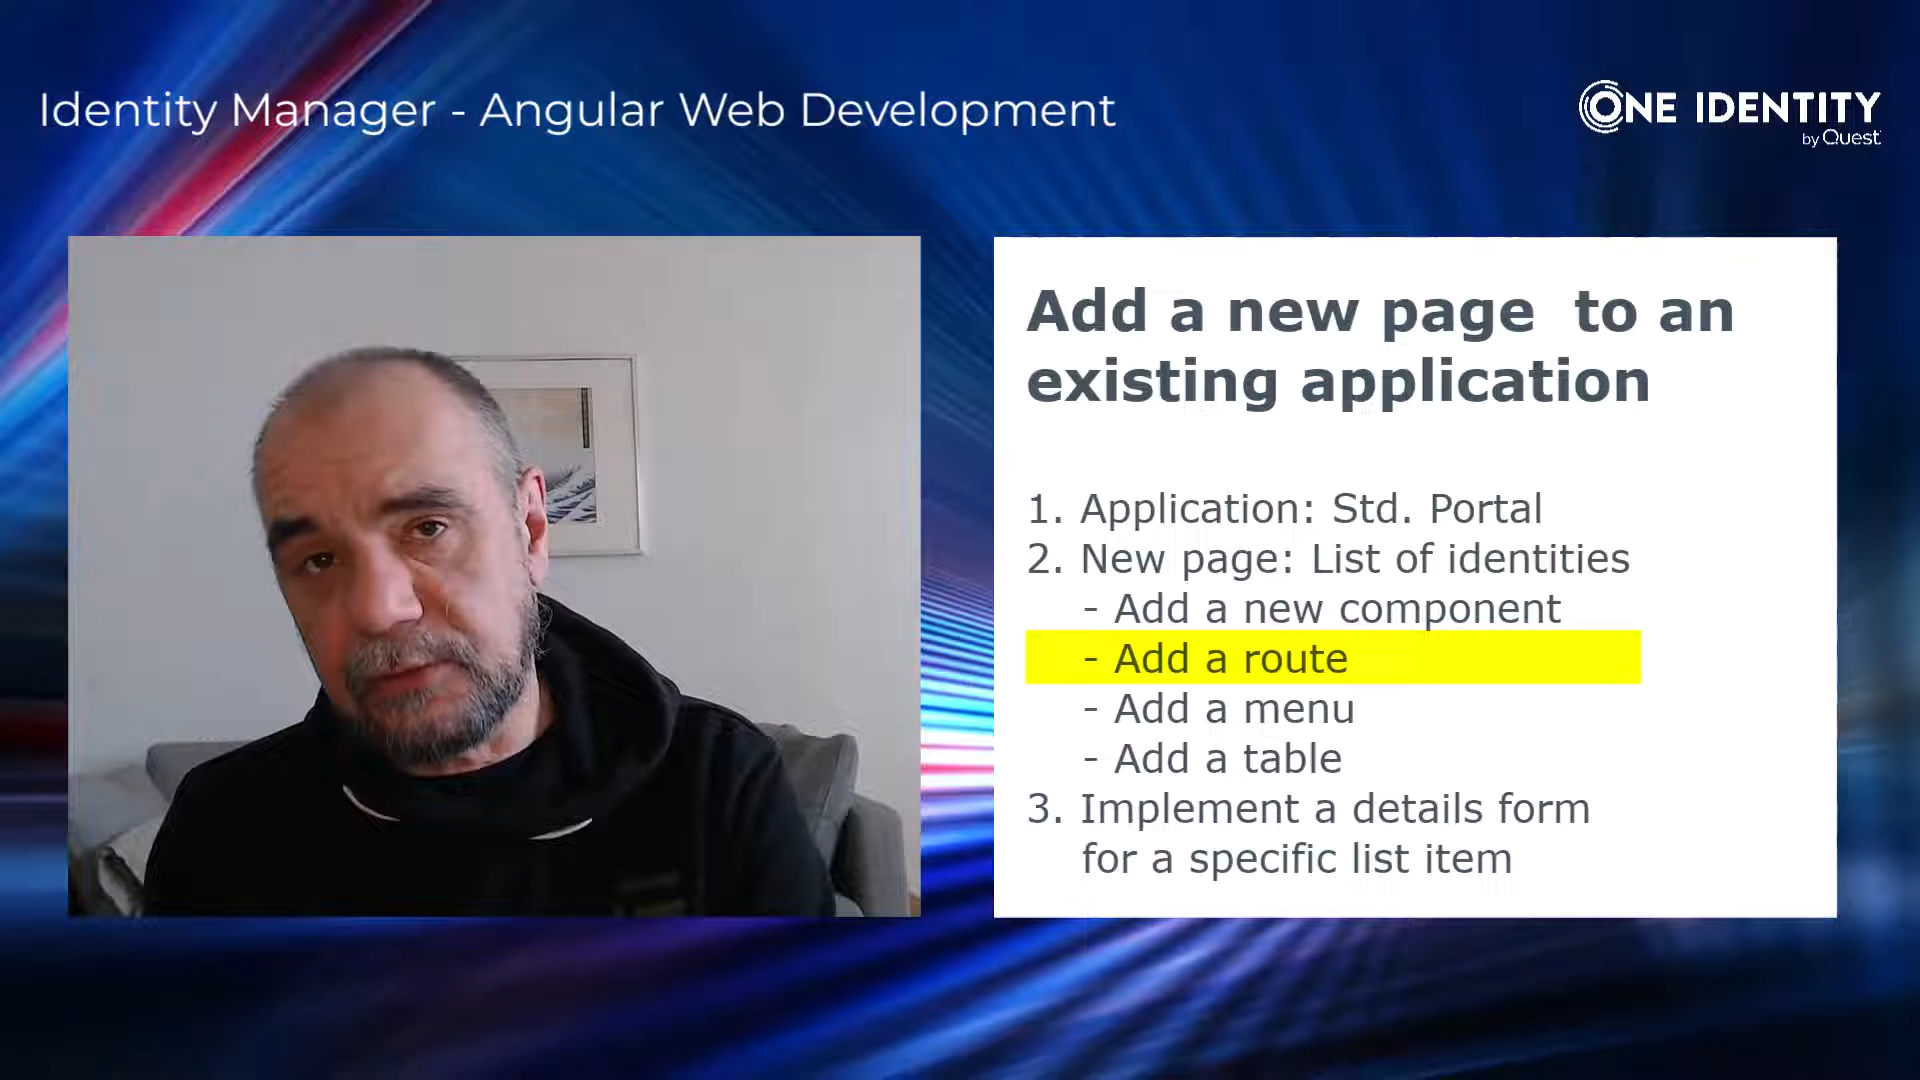 Identity Manager - Angular Web Development
ONE IDENTITY
by Quest
Add a new page to an
existing application
1. Application: Std. Portal
2. New page: List of identities
- Add a new component
- Add a route
- Add a menu
- Add a table
3. Implement a details form
for a specific list item